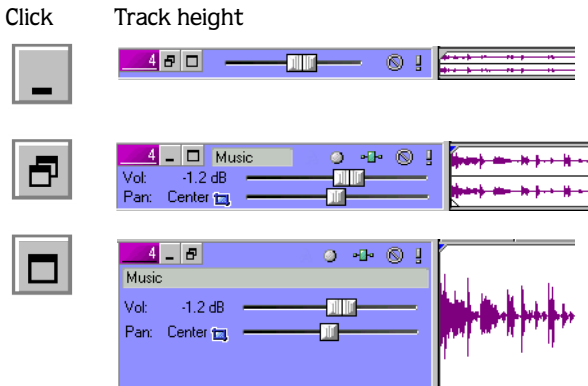 Click Track height
4
4 Music
Vol: -1.2 dB
Pan: Center
4
Music
Vol: -1.2 dB
Pan: Center